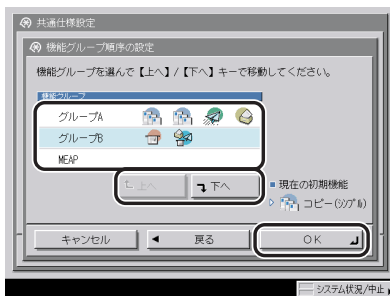 共通仕様設定
機能グループ順序の設定
機能グループを選んで【上へ】/【下へ】キーで移動してください。
機能グループ
グループA
グループB
MEAP
上へ
下へ
■ 現在の初期機能
コピー(シンプル)
キャンセル
戻る
OK
システム状況/中止